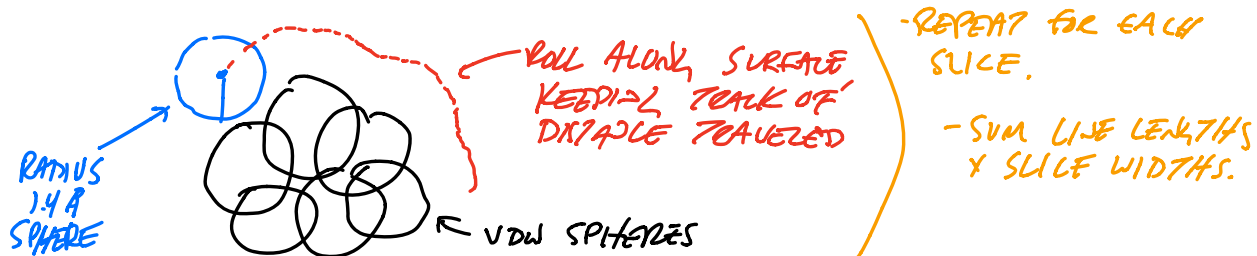 RADIUS
1.4 Å
SPHERE
ROLL ALONG SURFACE
KEEPING TRACK OF
DISTANCE TRAVELED
VDW SPHERES
-REPEAT FOR EACH
SLICE.
-SUM LINE LENGTHS
X SLICE WIDTHS.